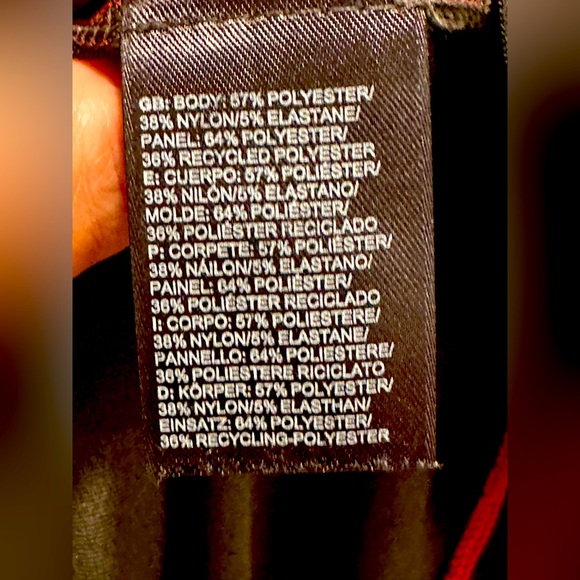 GB: BODY: 57% POLYESTER/
38% NYLON/5% ELASTANE/
PANEL: 64% POLYESTER/
36% RECYCLED POLYESTER
E: CUERPO: 57% POLIÉSTER/
38% NILÓN/5% ELASTANO/
MOLDE: 64% POLIÉSTER/
36% POLIÉSTER RECICLADO
P: CORPETE: 57% POLIÉSTER/
38% NÁILON/5% ELASTANO/
PAINEL: 64% POLIÉSTER/
36% POLIÉSTER RECICLADO
I: CORPO: 57% POLIESTERE/
38% NYLON/5% ELASTANE/
PANNELLO: 64% POLIESTERE/
36% POLIESTERE RICICLATO
D: KÖRPER: 57% POLYESTER/
38% NYLON/5% ELASTHAN/
EINSATZ: 64% POLYESTER/
36% RECYCLING-POLYESTER